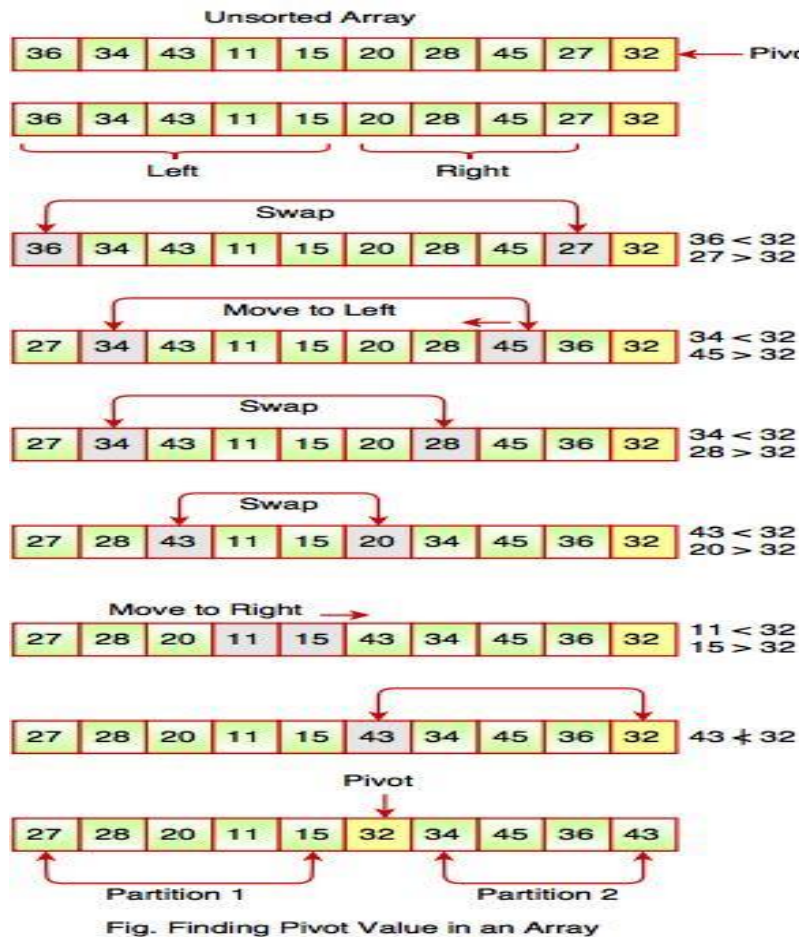 Unsorted Array
36 34 43 11 15 20 28 45 27 32 Pivo
36 34 43 11 15 20 28 45 27 32
Left Right
Swap
36 34 43 11 15 20 28 45 27 32 36 < 32
27 > 32
Move to Left
27 34 43 11 15 20 28 45 36 32 34 < 32
45 > 32
Swap
27 34 43 11 15 20 28 45 36 32 34 < 32
28 > 32
Swap
27 28 43 11 15 20 34 45 36 32 43 < 32
20 > 32
Move to Right
27 28 20 11 15 43 34 45 36 32 11 < 32
15 > 32
27 28 20 11 15 43 34 45 36 32 43 ≮ 32
Pivot
27 28 20 11 15 32 34 45 36 43
Partition 1 Partition 2
Fig. Finding Pivot Value in an Array